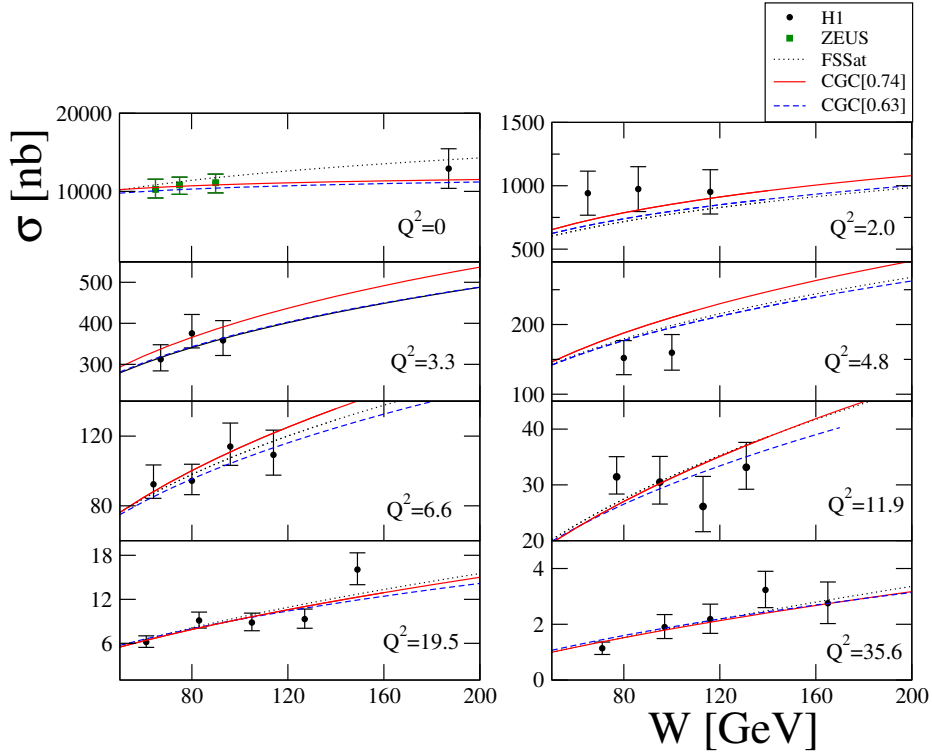 H1
ZEUS
FSSat
CGC[0.74]
CGC[0.63]
σ [nb]
20000
10000
Q²=0
1500
1000
500
Q²=2.0
500
400
300
Q²=3.3
200
100
Q²=4.8
120
80
Q²=6.6
40
30
20
Q²=11.9
18
12
6
Q²=19.5
4
2
0
Q²=35.6
80 120 160 200
80 120 160 200
W [GeV]